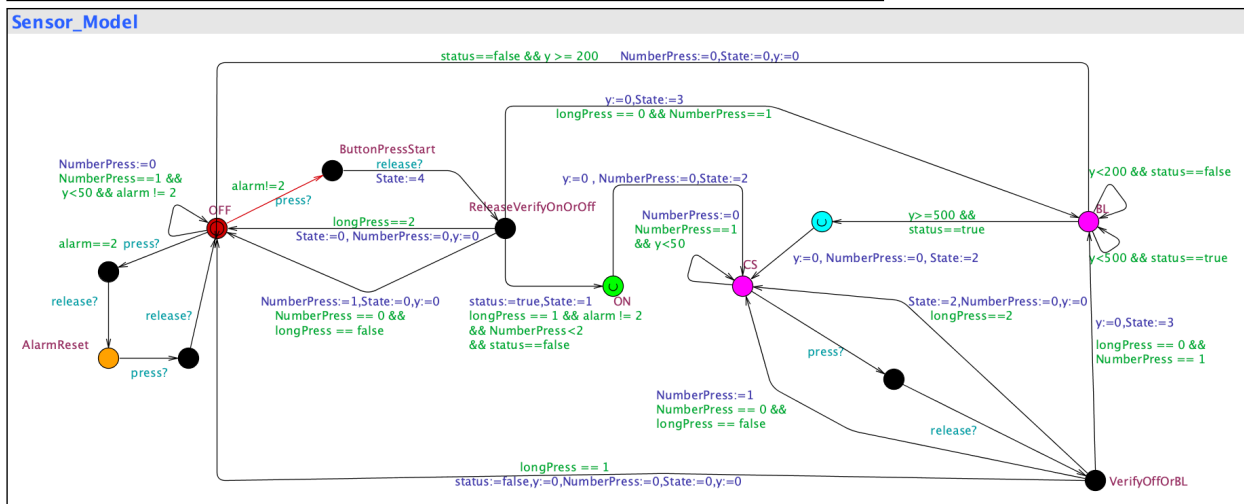 Sensor_Model
status==false && y >= 200 NumberPress:=0,State:=0,y:=0
y:=0,State:=3
longPress == 0 && NumberPress==1
ButtonPressStart
release?
State:=4
NumberPress:=0
NumberPress==1 &&
y<50 && alarm != 2
alarm!=2
press?
OFF
y:=0 , NumberPress:=0,State:=2
y<200 && status==false
ReleaseVerifyOnOrOff
longPress==2
State:=0, NumberPress:=0,y:=0
NumberPress:=0
NumberPress==1
&& y<50
y>=500 &&
status==true
BL
alarm==2 press?
CS
y:=0, NumberPress:=0, State:=2
y<500 && status==true
release?
release?
NumberPress:=1,State:=0,y:=0
NumberPress == 0 &&
longPress == false
status:=true,State:=1
ON
longPress == 1 && alarm != 2
&& NumberPress<2
&& status==false
State:=2,NumberPress:=0,y:=0
longPress==2
y:=0,State:=3
longPress == 0 &&
NumberPress == 1
AlarmReset
press?
press?
NumberPress:=1
NumberPress == 0 &&
longPress == false
release?
longPress == 1
status:=false,y:=0,NumberPress:=0,State:=0,y:=0
VerifyOffOrBL